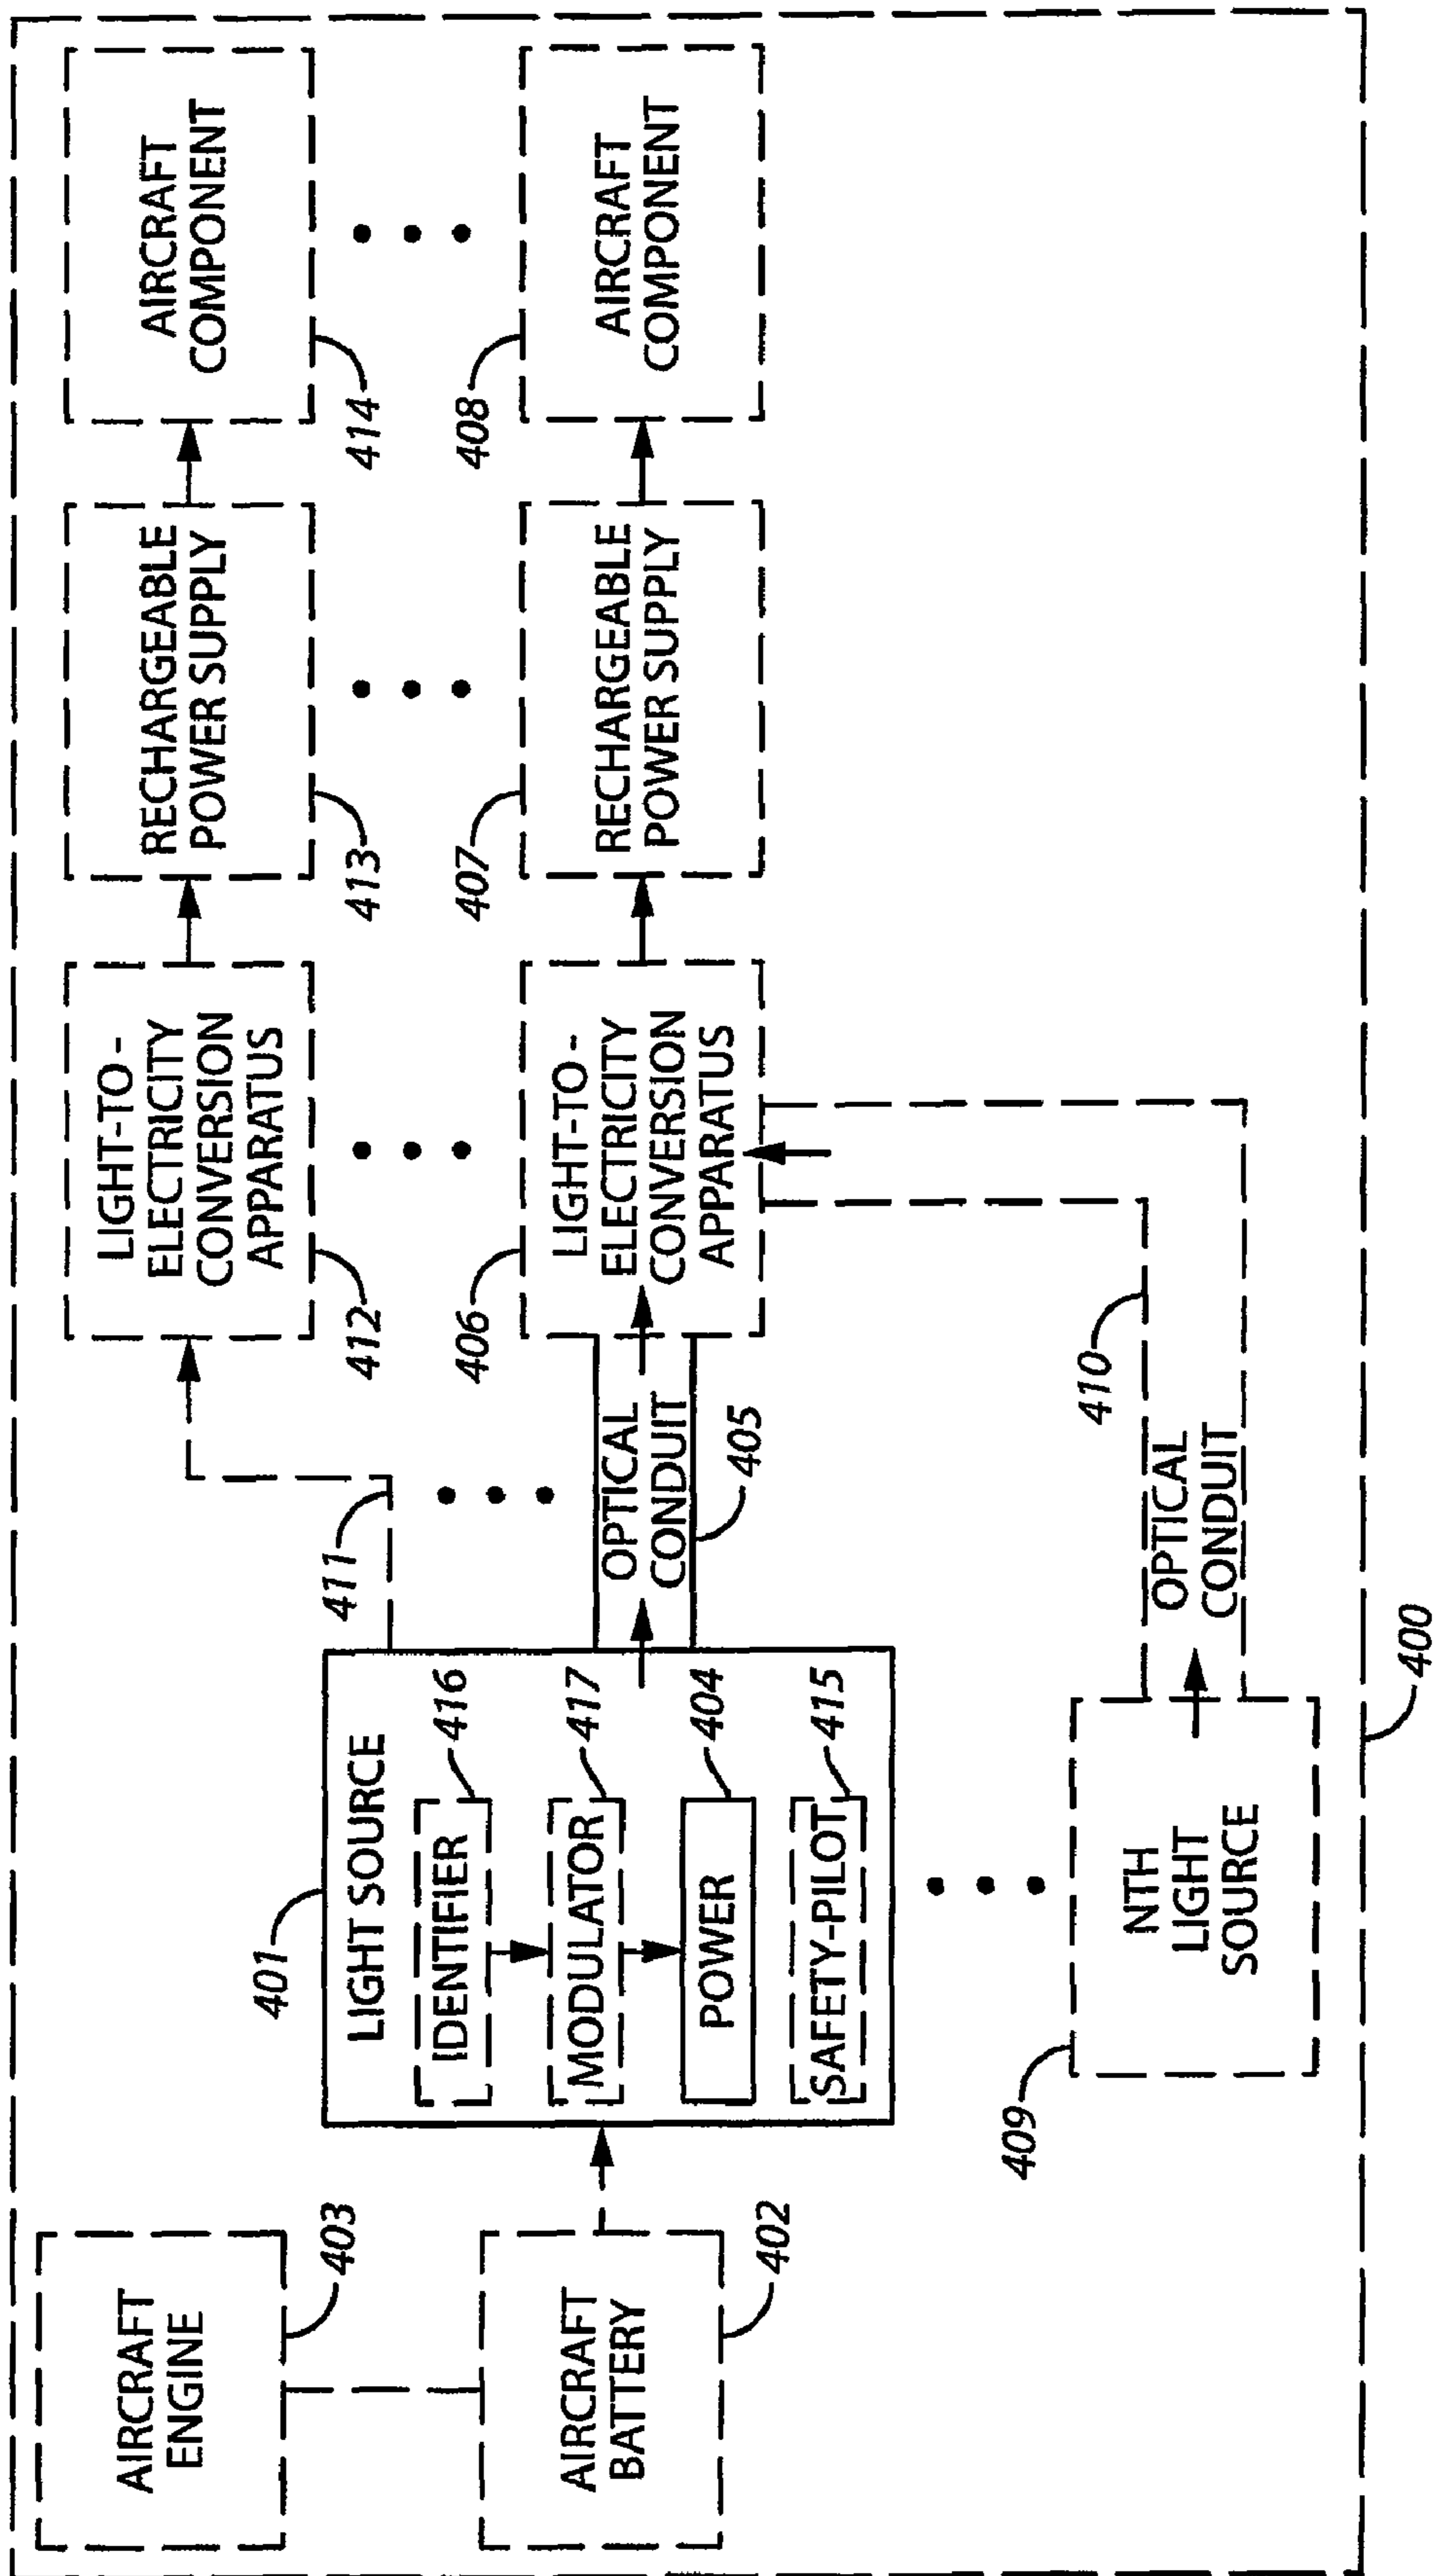 AIRCRAFT
ENGINE
403
AIRCRAFT
BATTERY
402
401
LIGHT SOURCE
IDENTIFIER
416
MODULATOR
417
POWER
404
SAFETY-PILOT
415
409
NTH
LIGHT
SOURCE
411
OPTICAL
CONDUIT
405
OPTICAL
CONDUIT
410
LIGHT-TO-
ELECTRICITY
CONVERSION
APPARATUS
412
406
LIGHT-TO-
ELECTRICITY
CONVERSION
APPARATUS
RECHARGEABLE
POWER SUPPLY
413
407
RECHARGEABLE
POWER SUPPLY
AIRCRAFT
COMPONENT
414
408
AIRCRAFT
COMPONENT
400